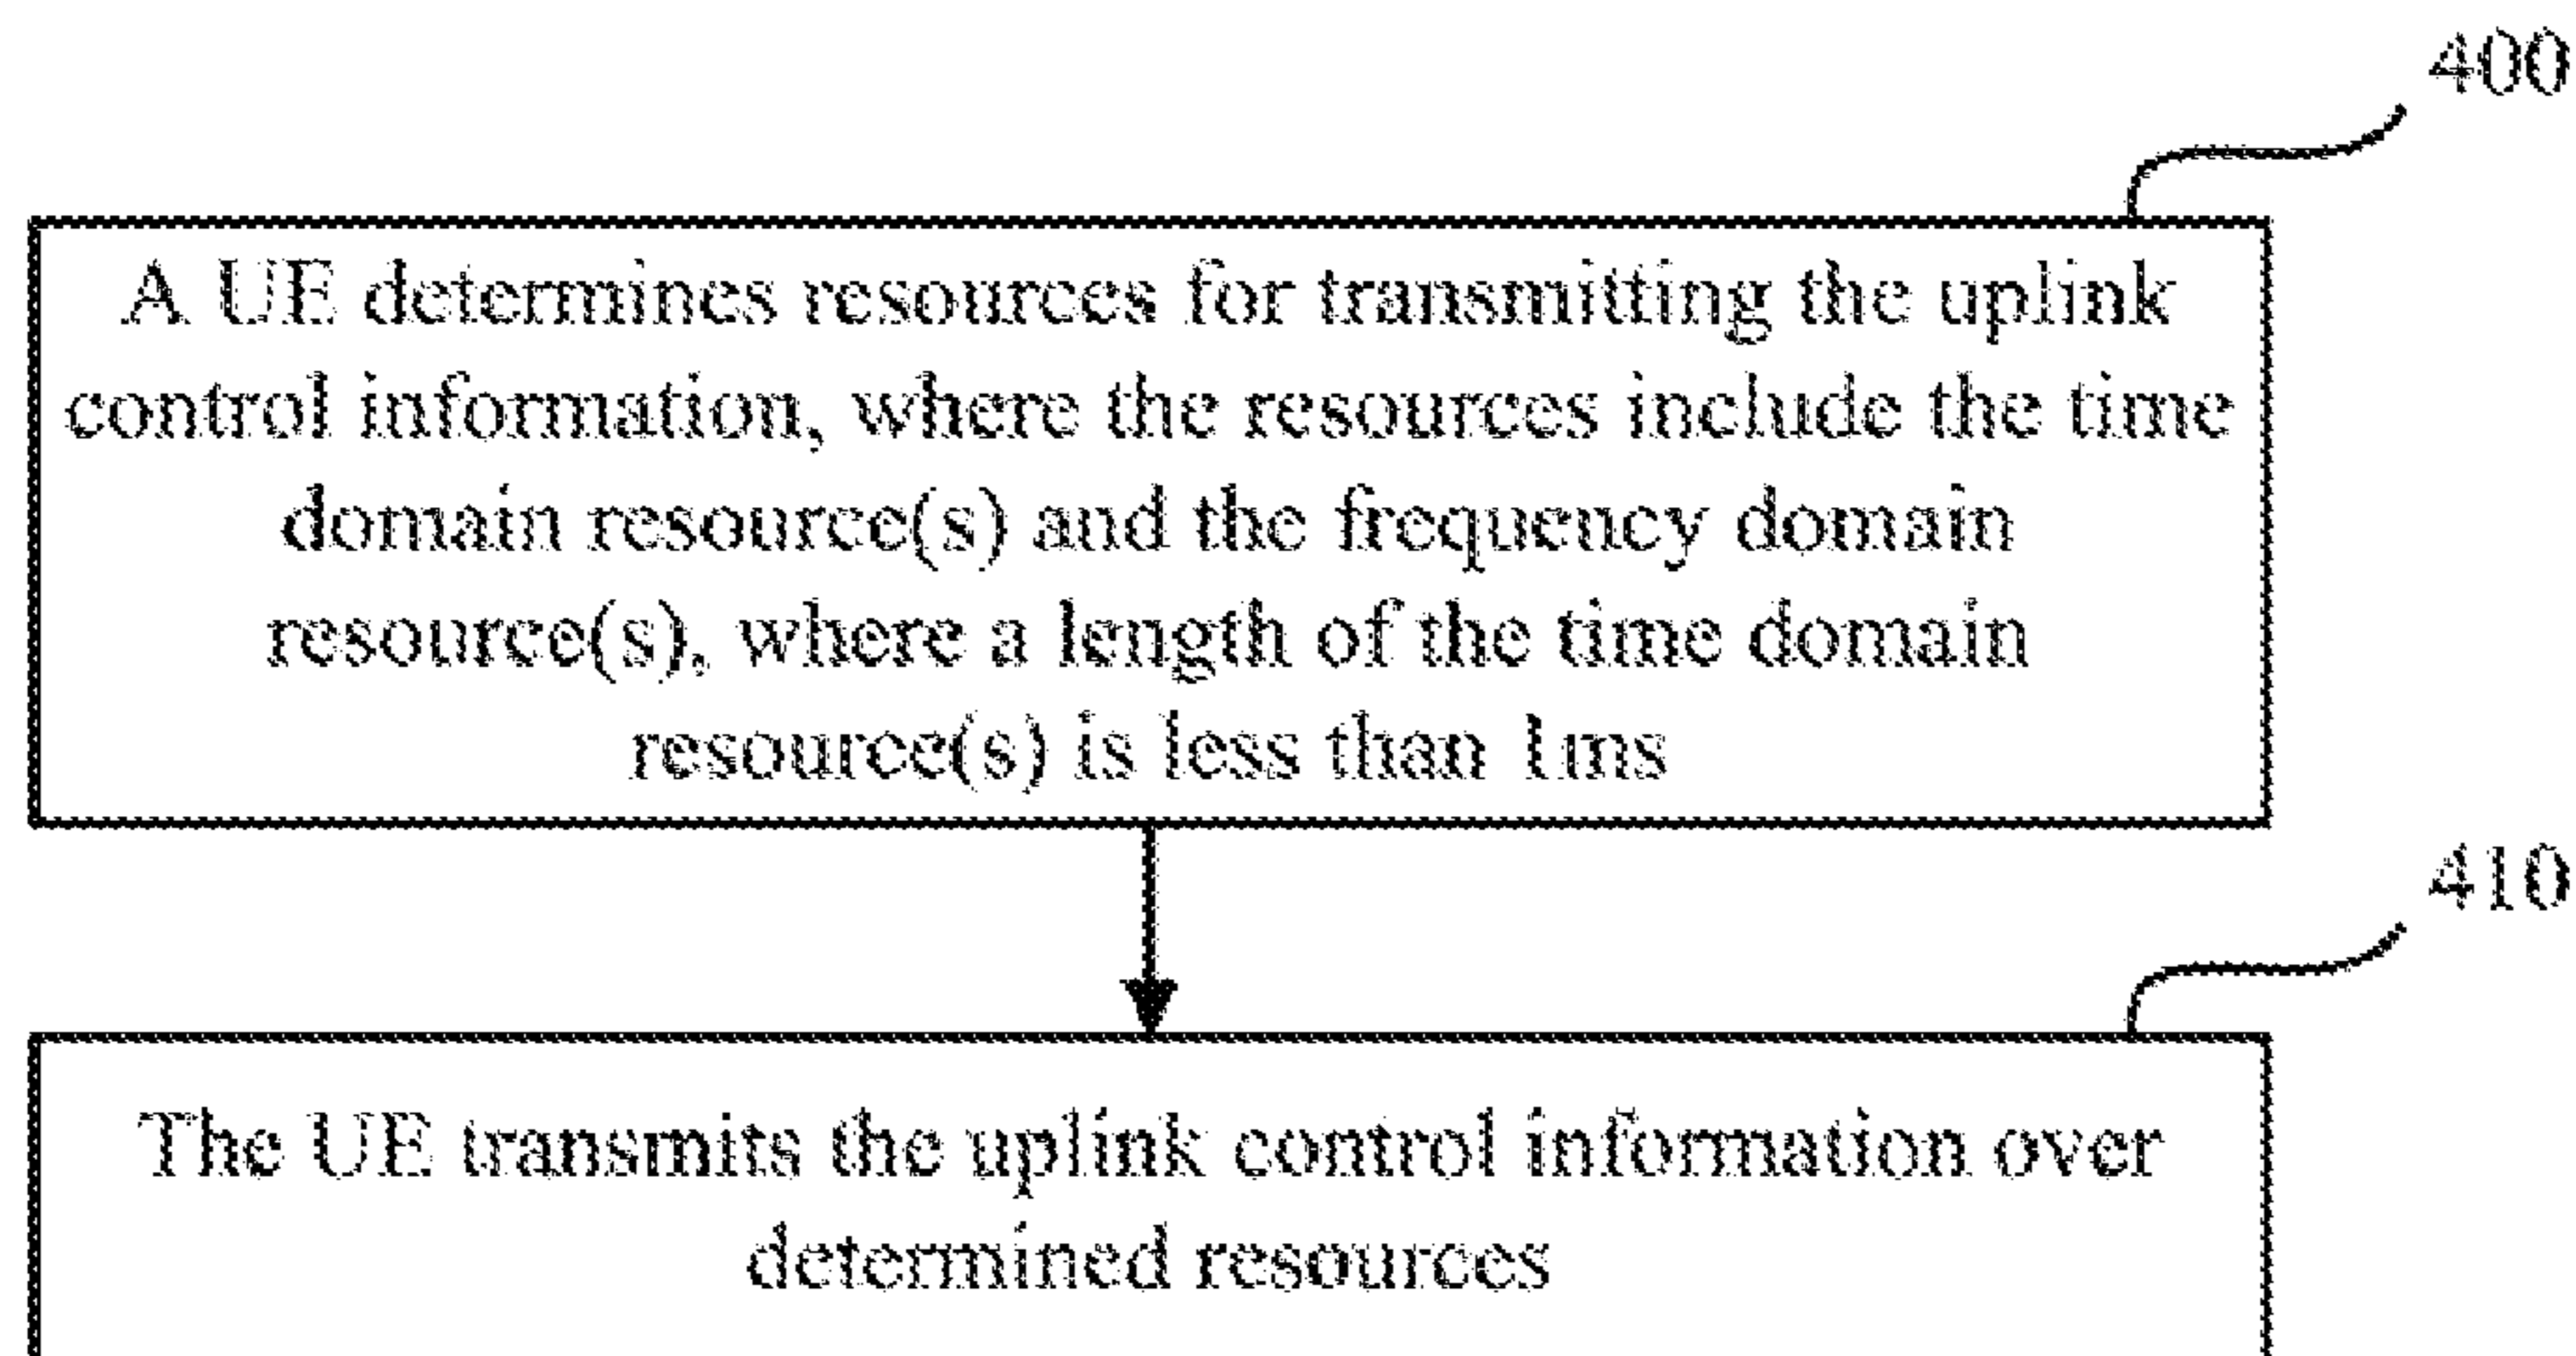 400
A UE determines resources for transmitting the uplink
control information, where the resources include the time
domain resource(s) and the frequency domain
resource(s), where a length of the time domain
resource(s) is less than 1ms
410
The UE transmits the uplink control information over
determined resources